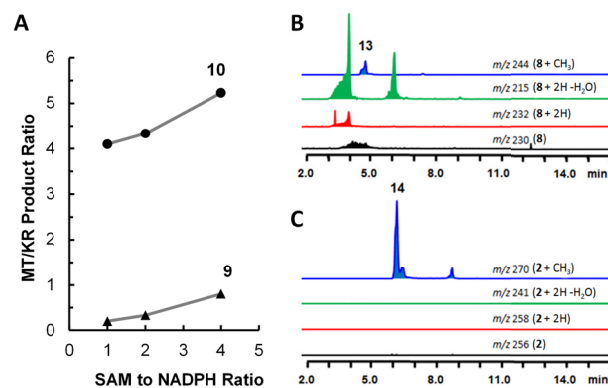 A
MT/KR Product Ratio
6
5
4
3
2
1
0
10
9
0 1 2 3 4 5
SAM to NADPH Ratio
B
13
m/z 244 (8 + CH3)
m/z 215 (8 + 2H -H2O)
m/z 232 (8 + 2H)
m/z 230 (8)
2.0 5.0 8.0 11.0 14.0 min
C
14
m/z 270 (2 + CH3)
m/z 241 (2 + 2H -H2O)
m/z 258 (2 + 2H)
m/z 256 (2)
2.0 5.0 8.0 11.0 14.0 min